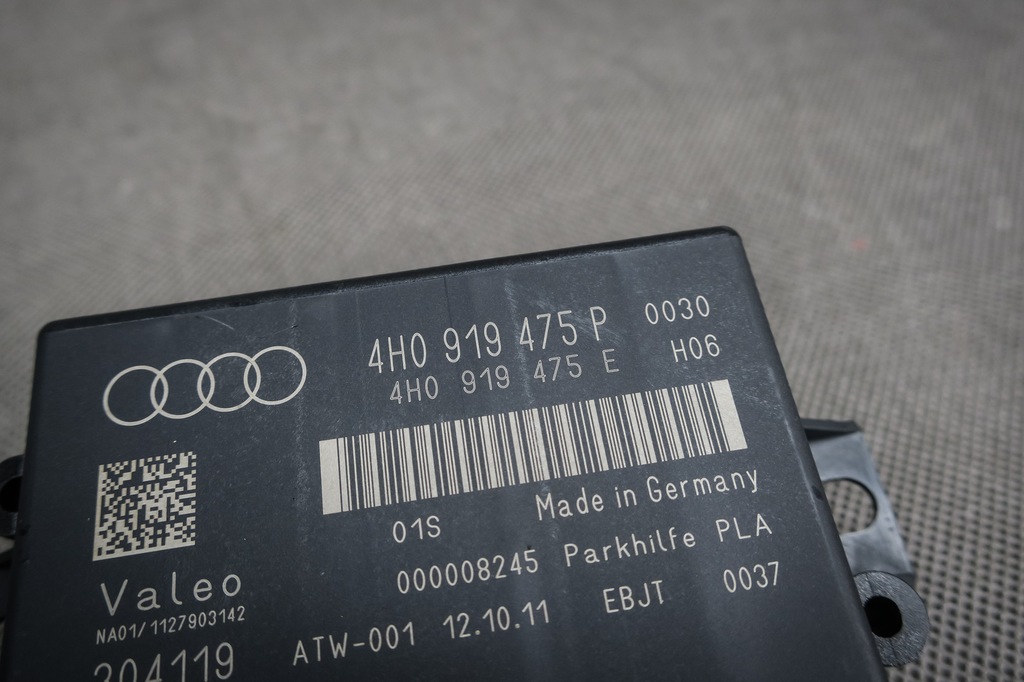 4H0 919 475 P 0030
4H0 919 475 E H06
01S Made in Germany
000008245 Parkhilfe PLA
Valeo
NA01/1127903142
ATW-001 12.10.11 EBJT 0037
204119